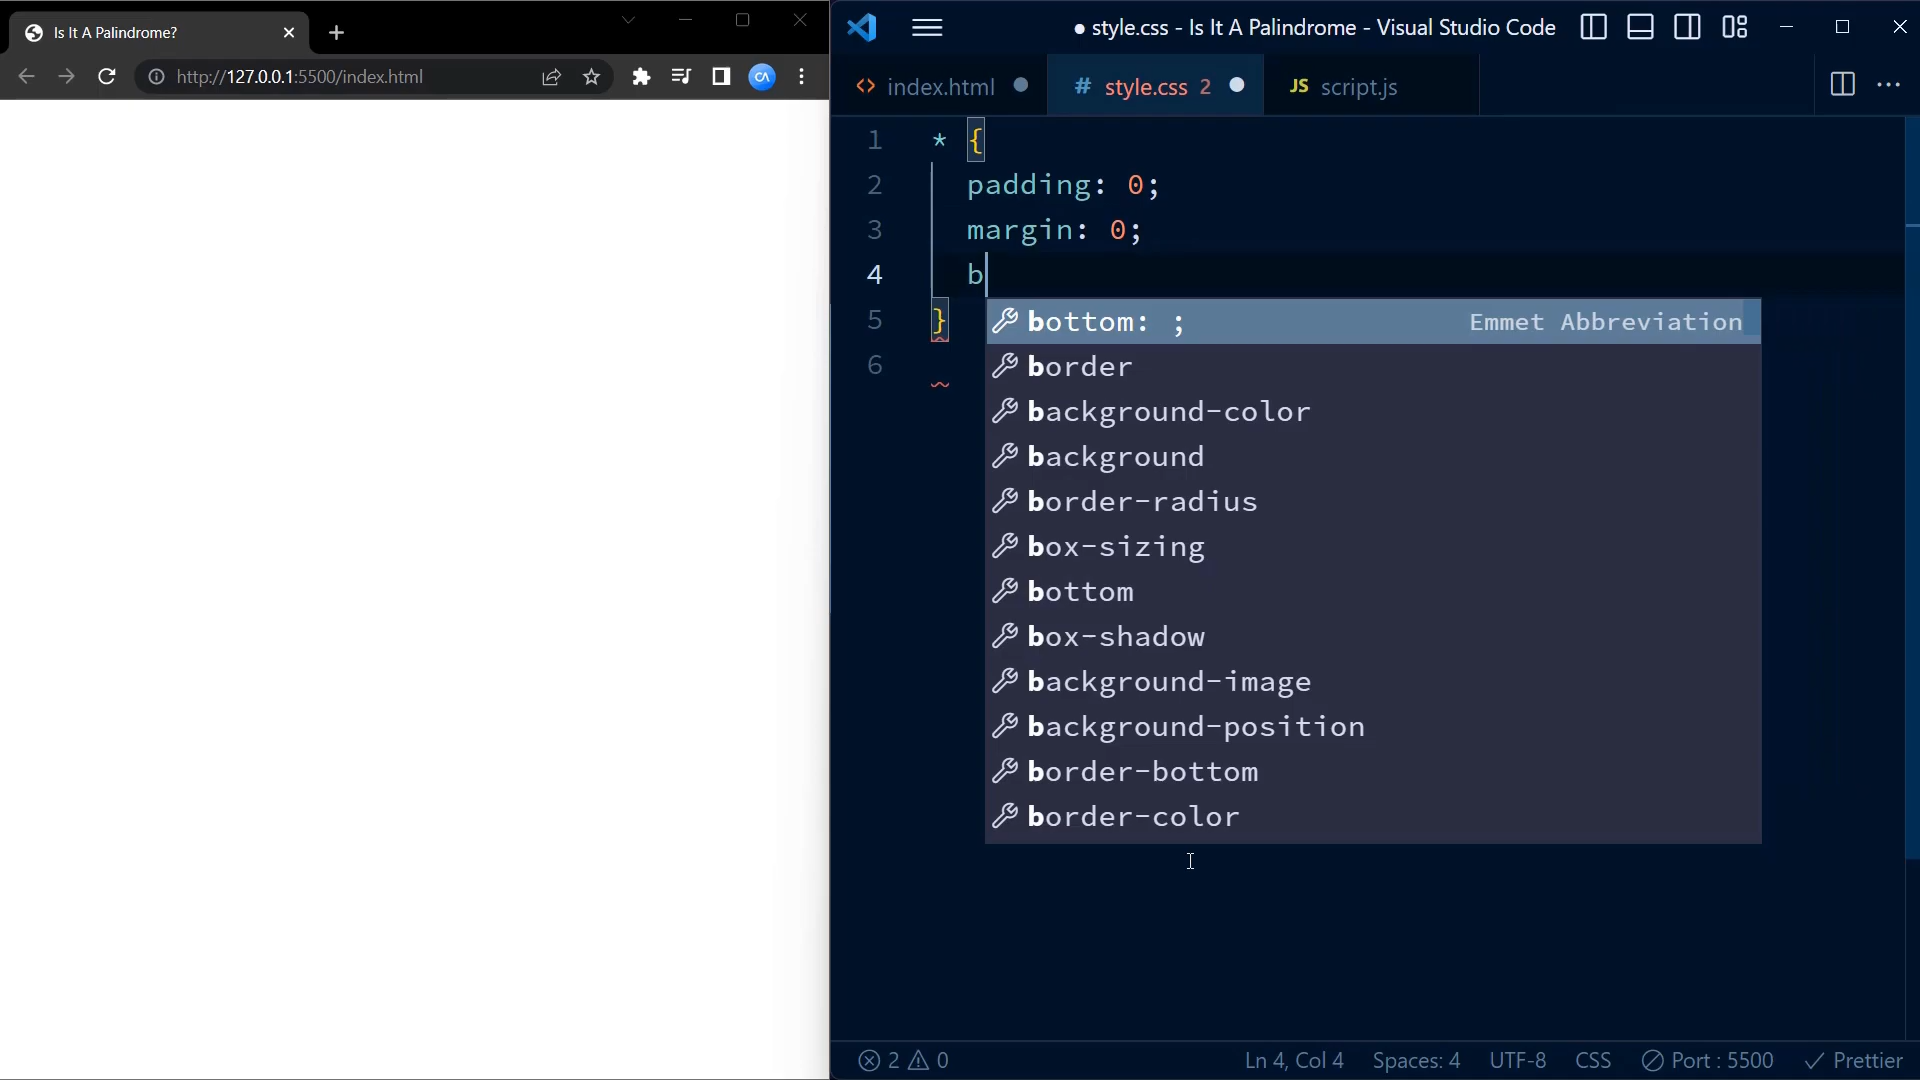 Is It A Palindrome?
http://127.0.0.1:5500/index.html
CA
● style.css - Is It A Palindrome - Visual Studio Code
<> index.html ●
# style.css 2 ●
JS script.js
1 * {
2 padding: 0;
3 margin: 0;
4 b
5 }
6
bottom: ; Emmet Abbreviation
border
background-color
background
border-radius
box-sizing
bottom
box-shadow
background-image
background-position
border-bottom
border-color
2 0 Ln 4, Col 4 Spaces: 4 UTF-8 CSS Port : 5500 Prettier